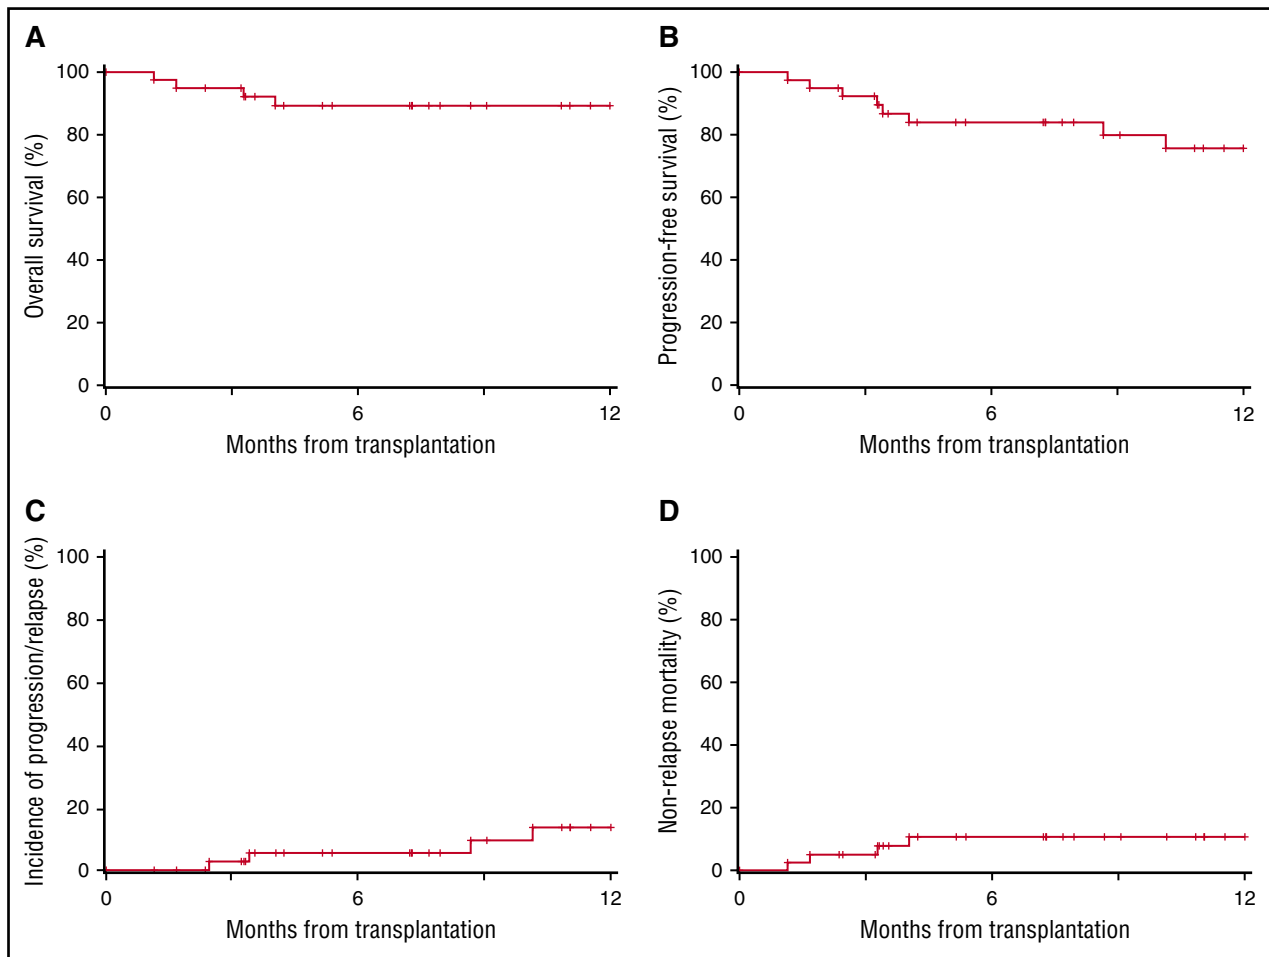 A
100
80
60
40
20
0
Overall survival (%)
0 6 12
Months from transplantation
B
100
80
60
40
20
0
Progression-free survival (%)
0 6 12
Months from transplantation
C
100
80
60
40
20
0
Incidence of progression/relapse (%)
0 6 12
Months from transplantation
D
100
80
60
40
20
0
Non-relapse mortality (%)
0 6 12
Months from transplantation